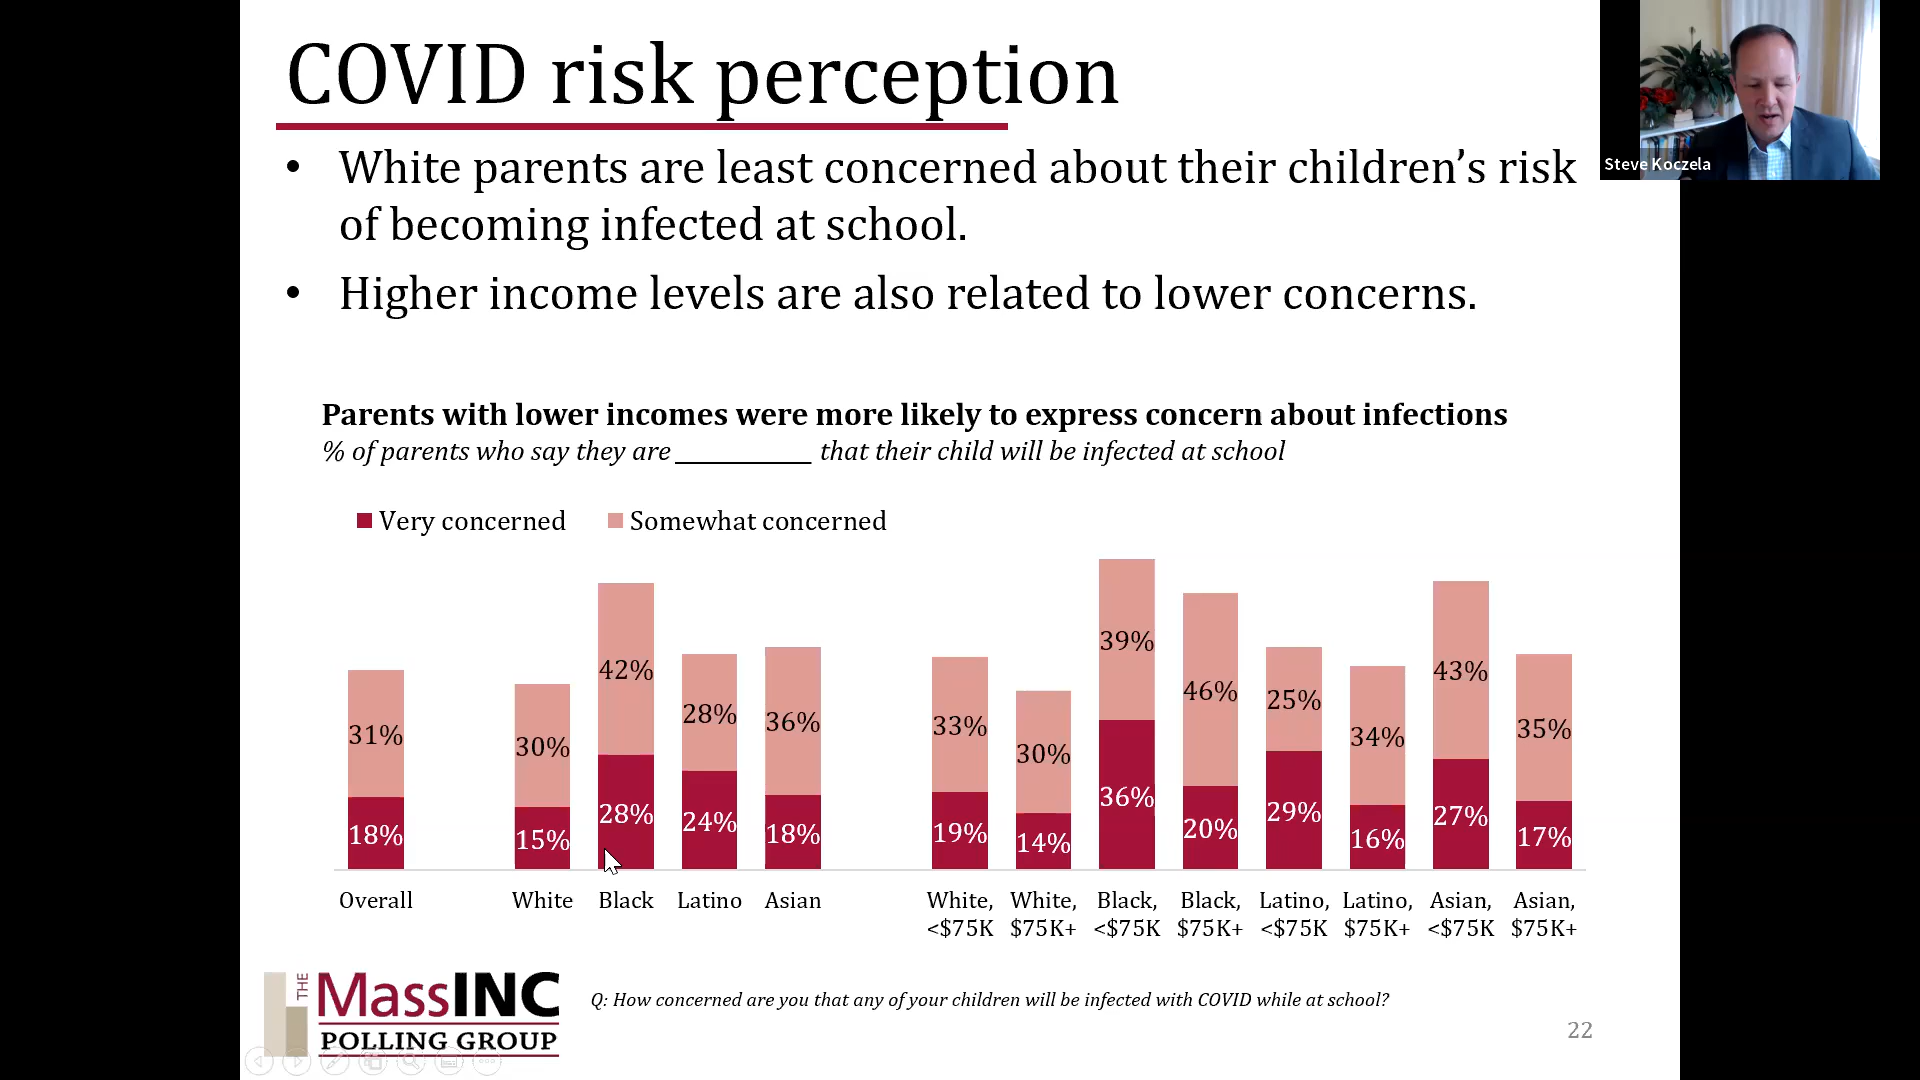 COVID risk perception
• White parents are least concerned about their children’s risk
of becoming infected at school.
• Higher income levels are also related to lower concerns.
Steve Koczela
Parents with lower incomes were more likely to express concern about infections
% of parents who say they are ____________ that their child will be infected at school
Very concerned Somewhat concerned
31% 30% 42% 28% 36% 33% 30% 39% 46% 25% 34% 43% 35%
18% 15% 28% 24% 18% 19% 14% 36% 20% 29% 16% 27% 17%
Overall White Black Latino Asian White, White, Black, Black, Latino, Latino, Asian, Asian,
<$75K $75K+ <$75K $75K+ <$75K $75K+ <$75K $75K+
THE MassINC
POLLING GROUP
Q: How concerned are you that any of your children will be infected with COVID while at school?
22